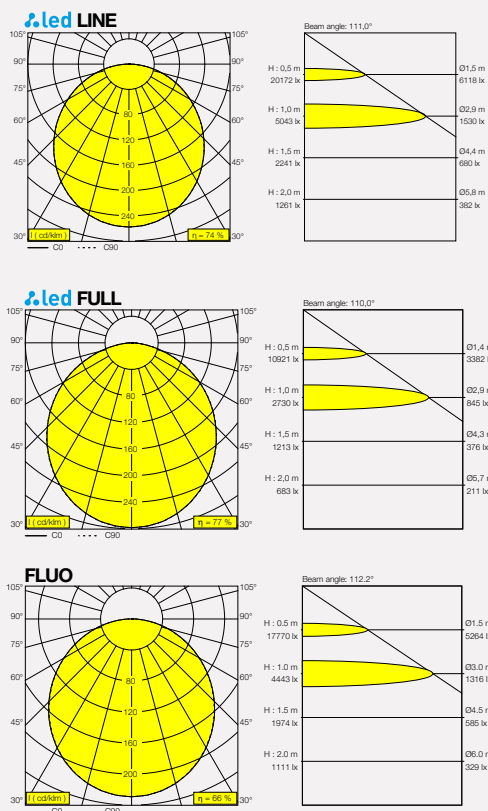 led LINE
105° 105°
90° 90°
75° 75°
60° 60°
45° 45°
30° 30°
80
120
160
200
240
I ( cd/klm ) η = 74 %
C0 C90
Beam angle: 111,0°
H : 0,5 m Ø1,5 m
20172 lx 6118 lx
H : 1,0 m Ø2,9 m
5043 lx 1530 lx
H : 1,5 m Ø4,4 m
2241 lx 680 lx
H : 2,0 m Ø5,8 m
1261 lx 382 lx
led FULL
105° 105°
90° 90°
75° 75°
60° 60°
45° 45°
30° 30°
80
120
160
200
240
I ( cd/klm ) η = 77 %
C0 C90
Beam angle: 110,0°
H : 0,5 m Ø1,4
10921 lx 3382
H : 1,0 m Ø2,9
2730 lx 845 lx
H : 1,5 m Ø4,3
1213 lx 376 lx
H : 2,0 m Ø5,7
683 lx 211 lx
FLUO
105° 105°
90° 90°
75° 75°
60° 60°
45° 45°
30° 30°
80
120
160
200
I ( cd/klm ) η = 66 %
C0 C90
Beam angle: 112.2°
H : 0.5 m Ø1.5
17770 lx 5264 lx
H : 1.0 m Ø3.0
4443 lx 1316 lx
H : 1.5 m Ø4.5
1974 lx 585 lx
H : 2.0 m Ø6.0
1111 lx 329 lx